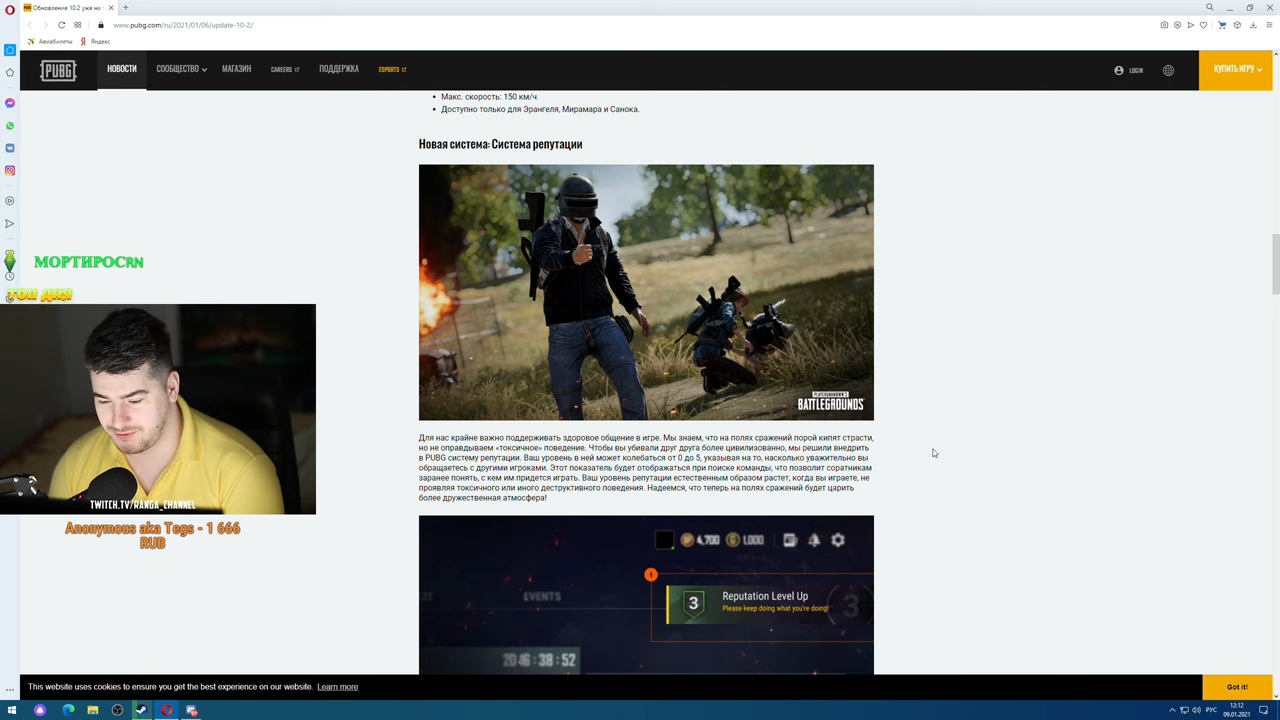 Обновление 10.2 уже на
www.pubg.com/ru/2021/01/06/update-10-2/
Авиабилеты
Яндекс
PUBG
НОВОСТИ
СООБЩЕСТВО
МАГАЗИН
CAREERS
ПОДДЕРЖКА
ESPORTS
LOGIN
КУПИТЬ ИГРУ
Макс. скорость: 150 км/ч
Доступно только для Эрангеля, Мирамара и Санока.
Новая система: Система репутации
PLAYERUNKNOWN'S
BATTLEGROUNDS
МОРТИРОСRN
ТОП ДНЯ
TWITCH.TV/RANGA_CHANNEL
Anonymous aka Tegs - 1 666
RUB
Для нас крайне важно поддерживать здоровое общение в игре. Мы знаем, что на полях сражений порой кипят страсти,
но не оправдываем «токсичное» поведение. Чтобы вы убивали друг друга более цивилизованно, мы решили внедрить
в PUBG систему репутации. Ваш уровень в ней может колебаться от 0 до 5, указывая на то, насколько уважительно вы
обращаетесь с другими игроками. Этот показатель будет отображаться при поиске команды, что позволит соратникам
заранее понять, с кем им придется играть. Ваш уровень репутации естественным образом растет, когда вы играете, не
проявляя токсичного или иного деструктивного поведения. Надеемся, что теперь на полях сражений будет царить
более дружественная атмосфера!
4,700
1,000
1
EVENTS
3
Reputation Level Up
Please keep doing what you're doing!
3
16:38:52
This website uses cookies to ensure you get the best experience on our website. Learn more
Got it!
РУС
12:12
09.01.2021